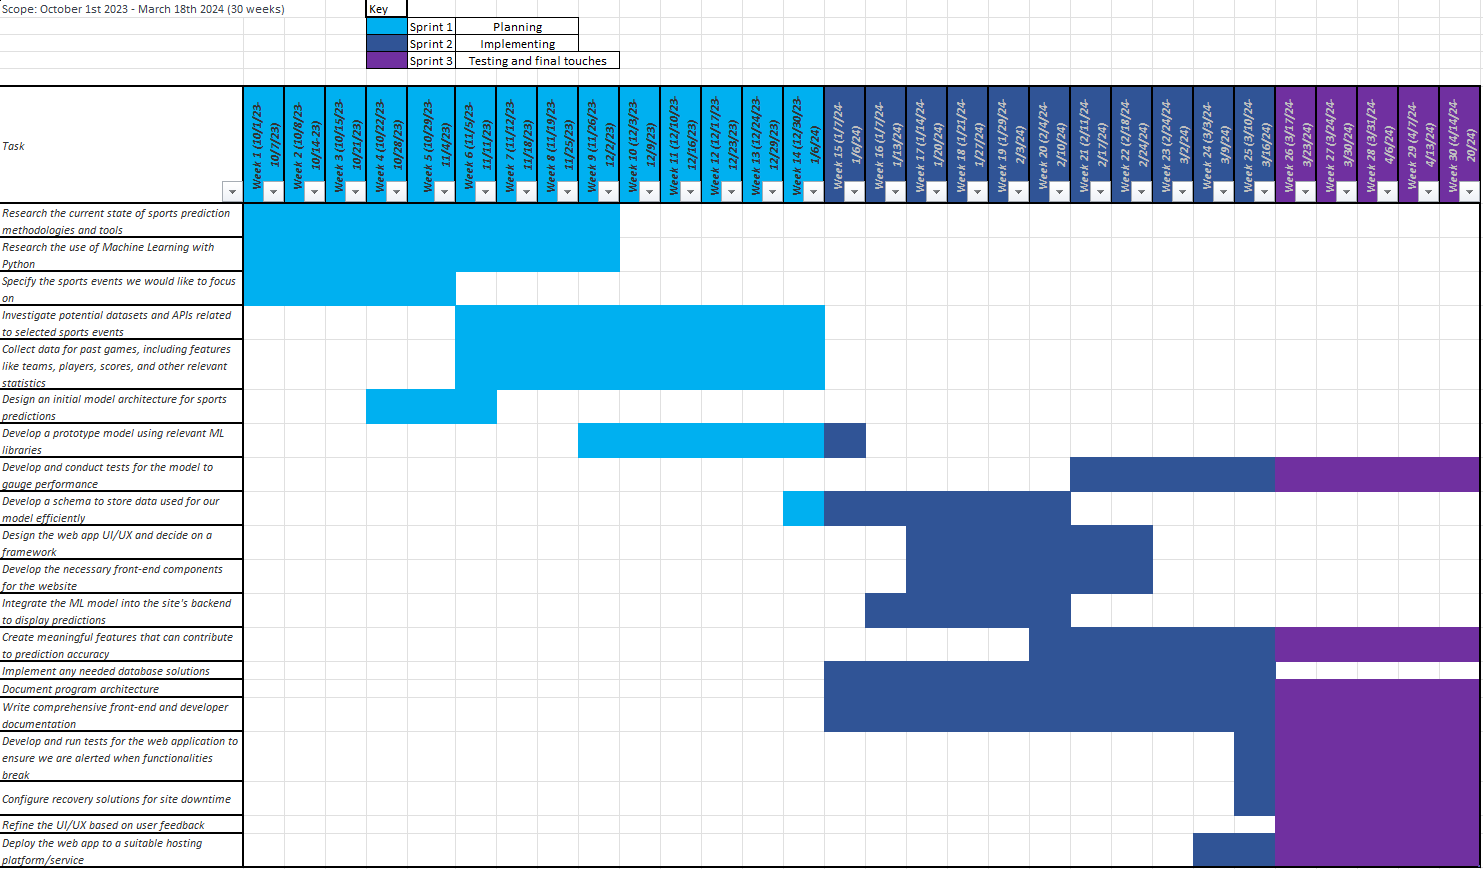 Scope: October 1st 2023 - March 18th 2024 (30 weeks)
Key
Sprint 1 Planning
Sprint 2 Implementing
Sprint 3 Testing and final touches
Task
Week 1 (10/1/23-
10/7/23)
Week 2 (10/8/23-
10/14-23)
Week 3 (10/15/23-
10/21/23)
Week 4 (10/22/23-
10/28/23)
Week 5 (10/29/23-
11/4/23)
Week 6 (11/5/23-
11/11/23)
Week 7 (11/12/23-
11/18/23)
Week 8 (11/19/23-
11/25/23)
Week 9 (11/26/23-
12/2/23)
Week 10 (12/3/23-
12/9/23)
Week 11 (12/10/23-
12/16/23)
Week 12 (12/17/23-
12/23/23)
Week 13 (12/24/23-
12/29/23)
Week 14 (12/30/23-
1/6/24)
Week 15 (1/7/24-
1/6/24)
Week 16 (1/7/24-
1/13/24)
Week 17 (1/14/24-
1/20/24)
Week 18 (1/21/24-
1/27/24)
Week 19 (1/29/24-
2/3/24)
Week 20 (2/4/24-
2/10/24)
Week 21 (2/11/24-
2/17/24)
Week 22 (2/18/24-
2/24/24)
Week 23 (2/24/24-
3/2/24)
Week 24 (3/3/24-
3/9/24)
Week 25 (3/10/24-
3/16/24)
Week 26 (3/17/24-
3/23/24)
Week 27 (3/24/24-
3/30/24)
Week 28 (3/31/24-
4/6/24)
Week 29 (4/7/24-
4/13/24)
Week 30 (4/14/24-
20/24)
Research the current state of sports prediction
methodologies and tools
Research the use of Machine Learning with
Python
Specify the sports events we would like to focus
on
Investigate potential datasets and APIs related
to selected sports events
Collect data for past games, including features
like teams, players, scores, and other relevant
statistics
Design an initial model architecture for sports
predictions
Develop a prototype model using relevant ML
libraries
Develop and conduct tests for the model to
gauge performance
Develop a schema to store data used for our
model efficiently
Design the web app UI/UX and decide on a
framework
Develop the necessary front-end components
for the website
Integrate the ML model into the site's backend
to display predictions
Create meaningful features that can contribute
to prediction accuracy
Implement any needed database solutions
Document program architecture
Write comprehensive front-end and developer
documentation
Develop and run tests for the web application to
ensure we are alerted when functionalities
break
Configure recovery solutions for site downtime
Refine the UI/UX based on user feedback
Deploy the web app to a suitable hosting
platform/service